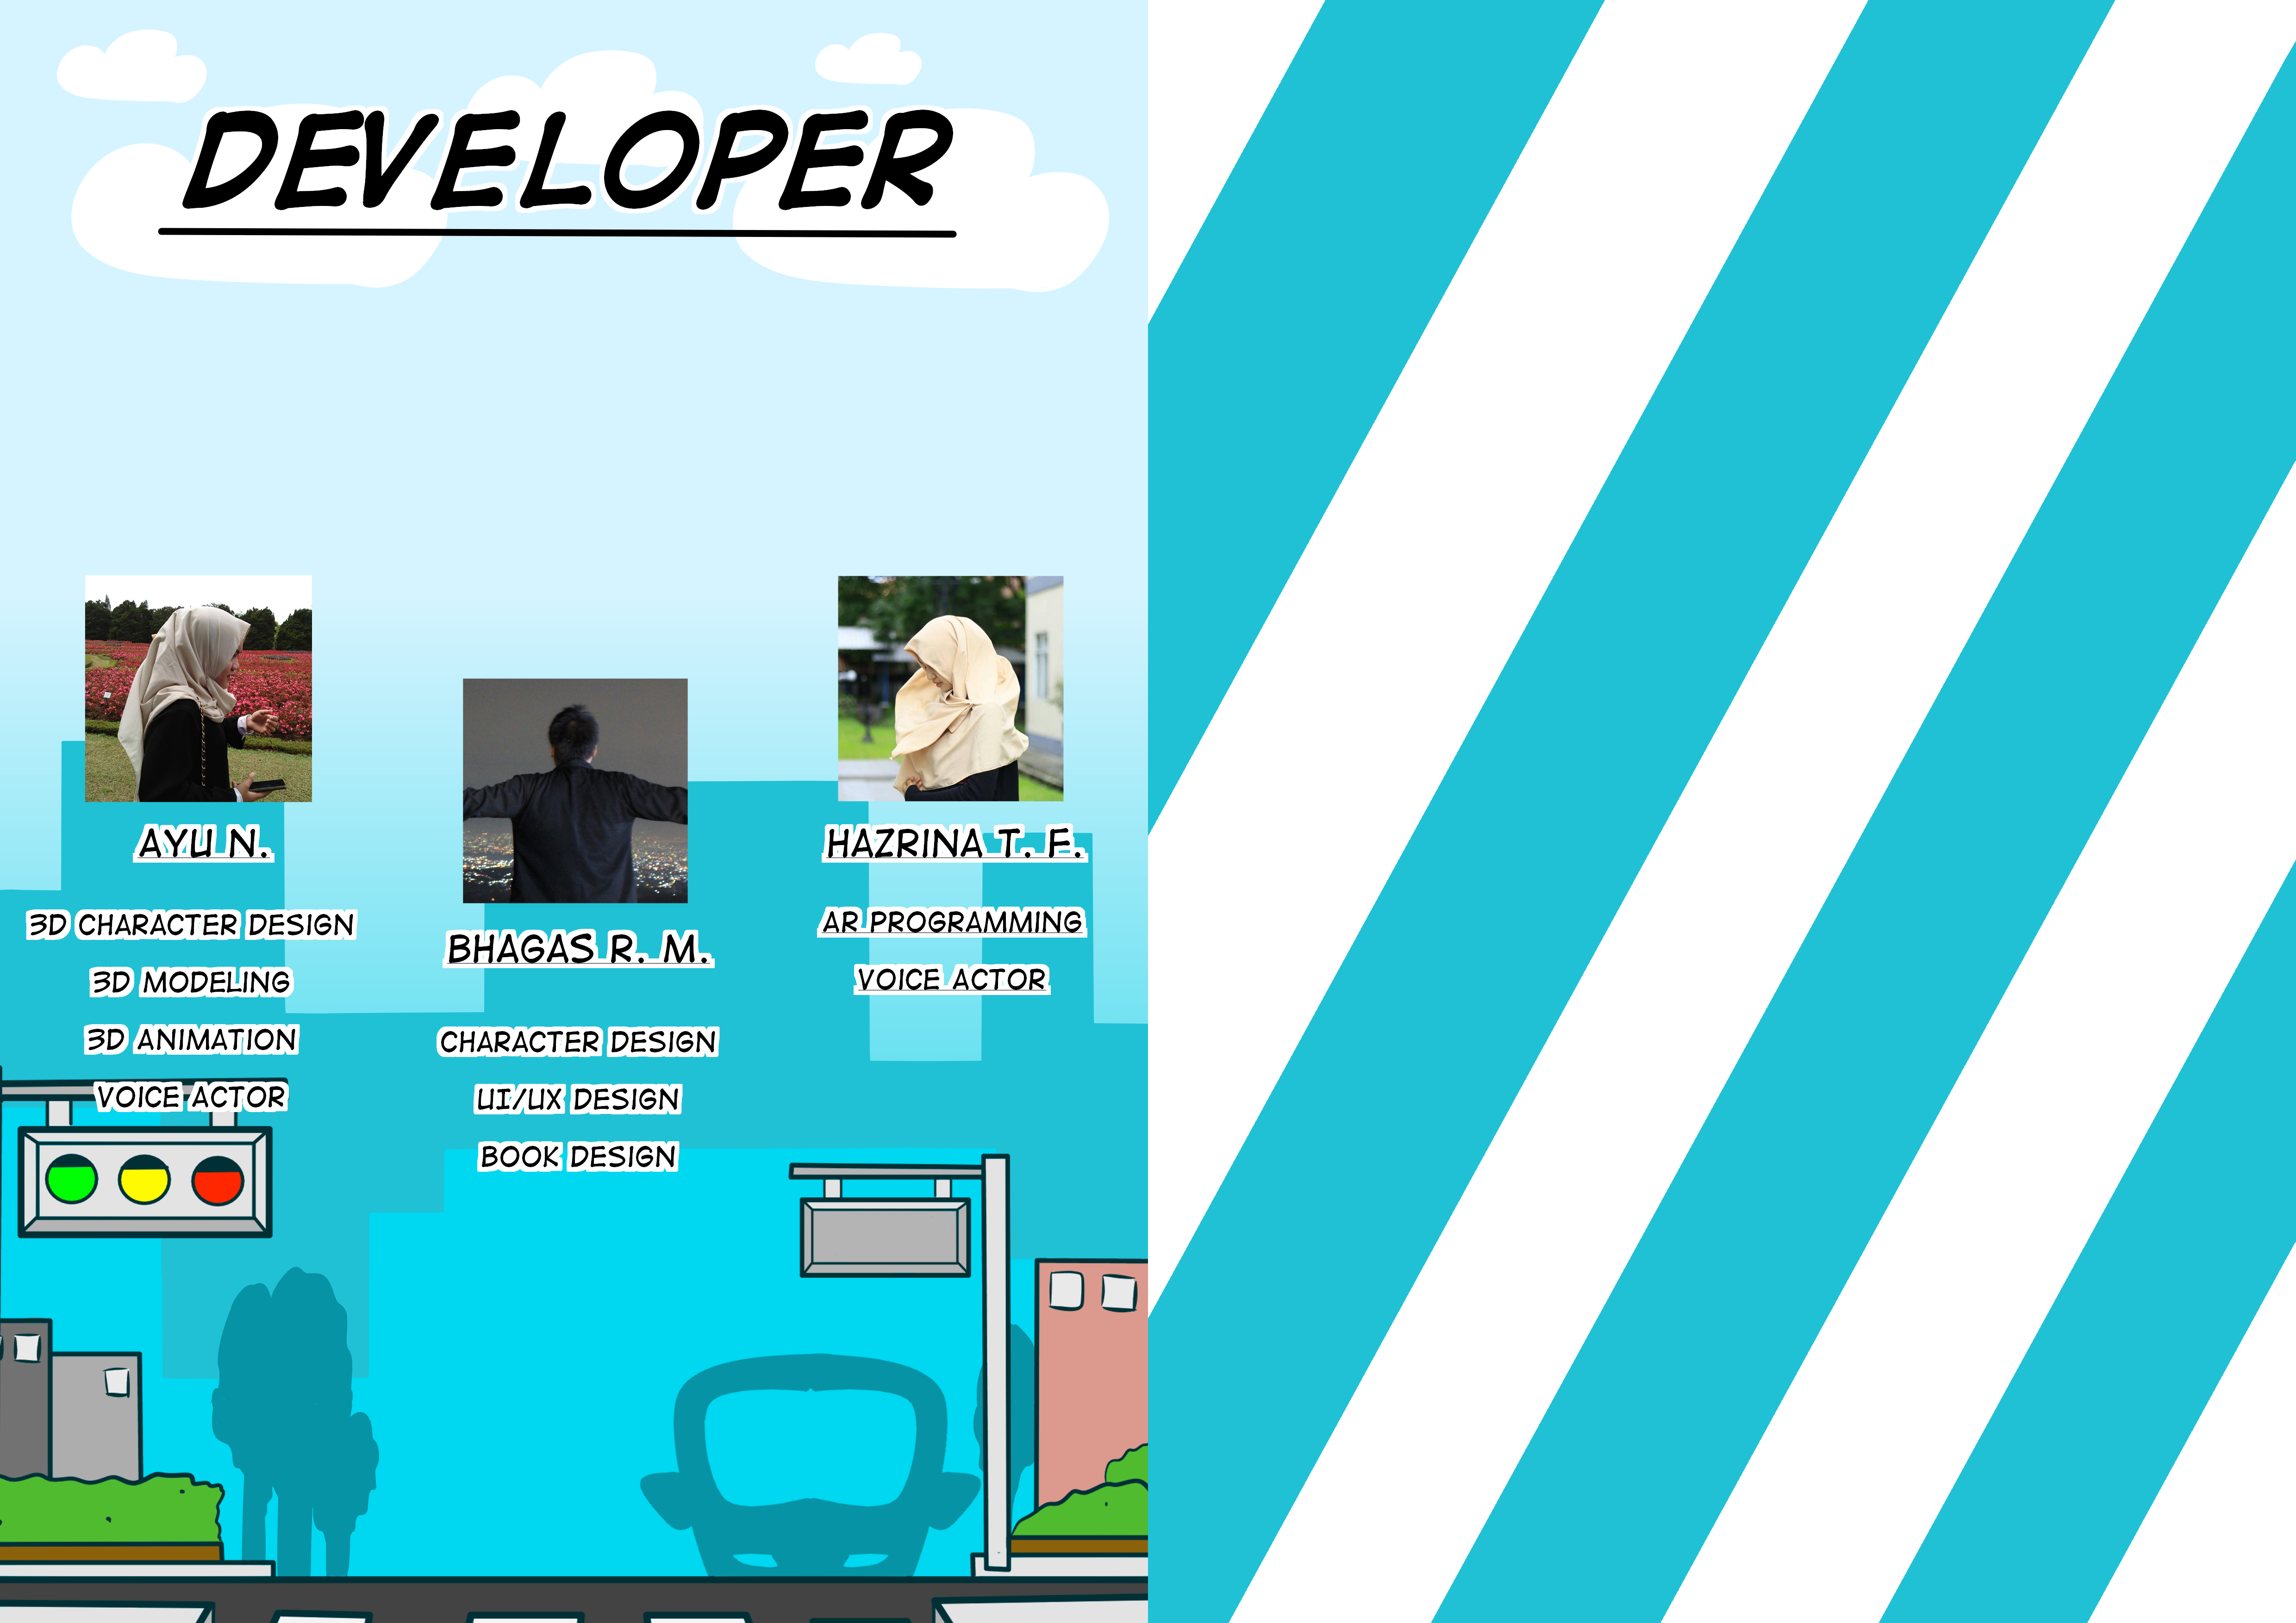 DEVELOPER
AYU N.
3D CHARACTER DESIGN
3D MODELING
3D ANIMATION
VOICE ACTOR
BHAGAS R. M.
CHARACTER DESIGN
UI/UX DESIGN
BOOK DESIGN
HAZRINA T. F.
AR PROGRAMMING
VOICE ACTOR